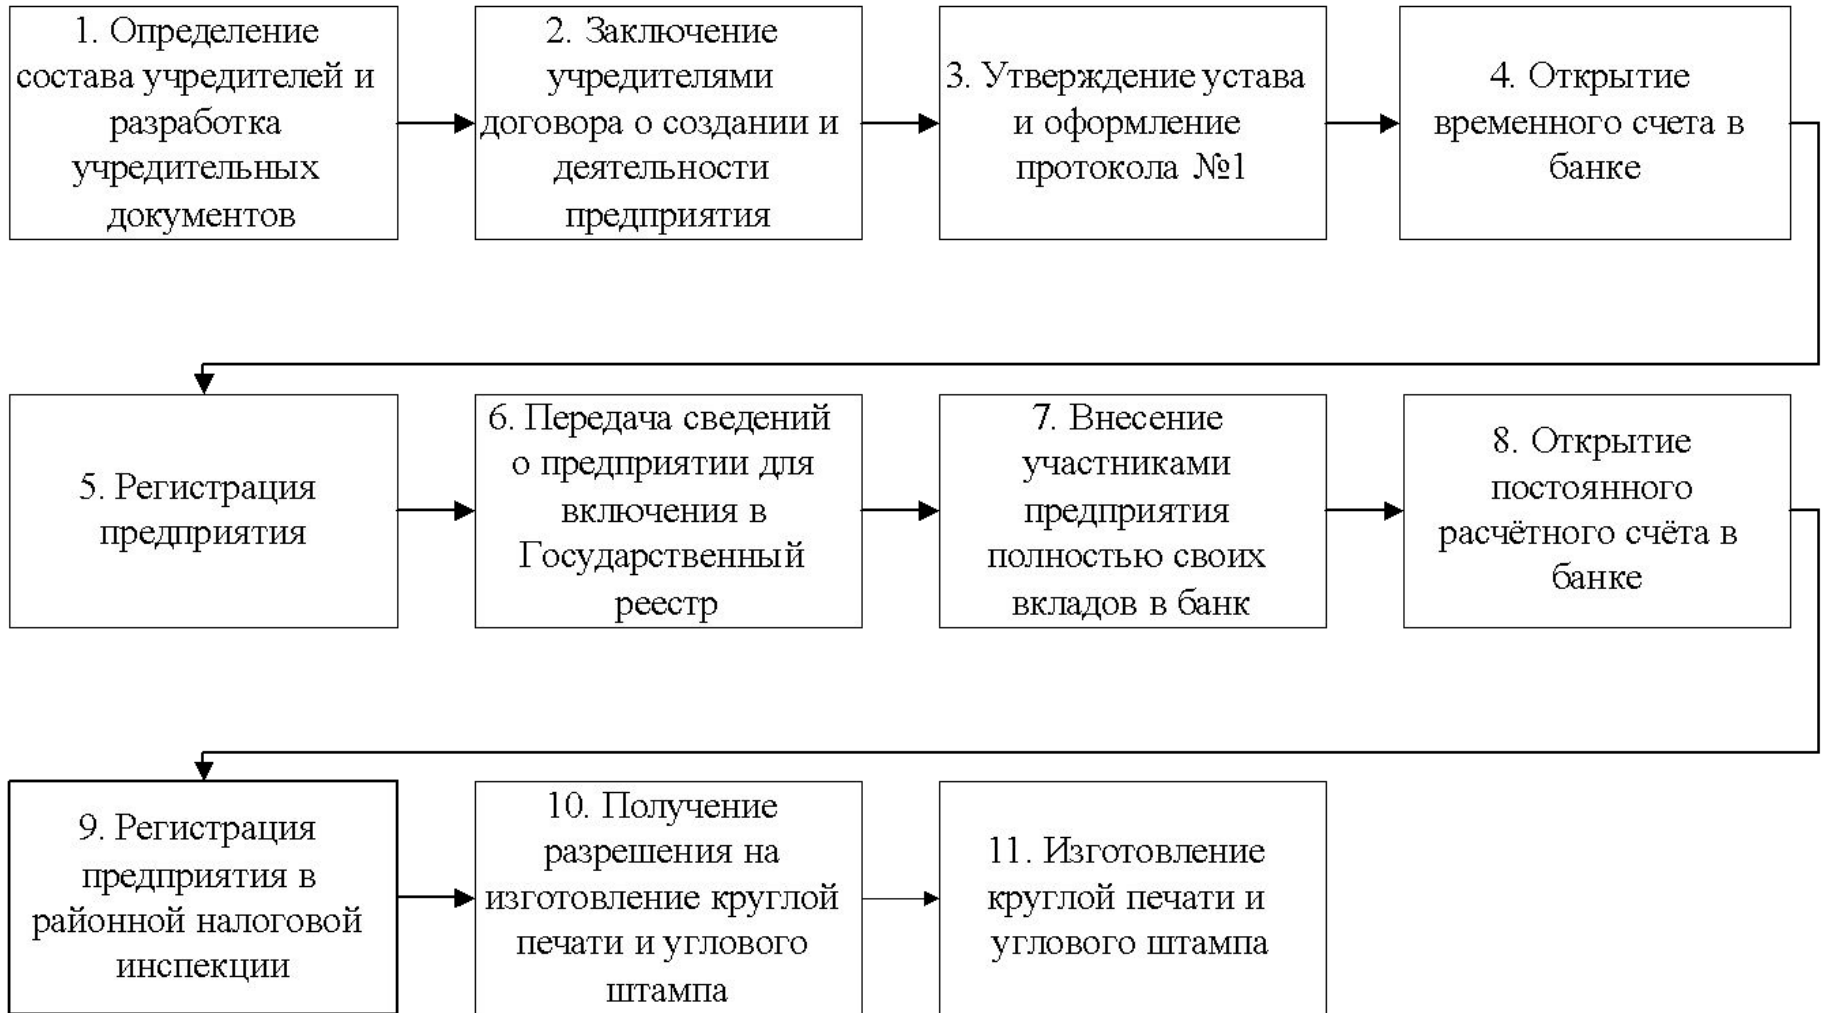 1. Определение
состава учредителей и
разработка
учредительных
документов
2. Заключение
учредителями
договора о создании и
деятельности
предприятия
3. Утверждение устава
и оформление
протокола №1
4. Открытие
временного счета в
банке
5. Регистрация
предприятия
6. Передача сведений
о предприятии для
включения в
Государственный
реестр
7. Внесение
участниками
предприятия
полностью своих
вкладов в банк
8. Открытие
постоянного
расчётного счёта в
банке
9. Регистрация
предприятия в
районной налоговой
инспекции
10. Получение
разрешения на
изготовление круглой
печати и углового
штампа
11. Изготовление
круглой печати и
углового штампа